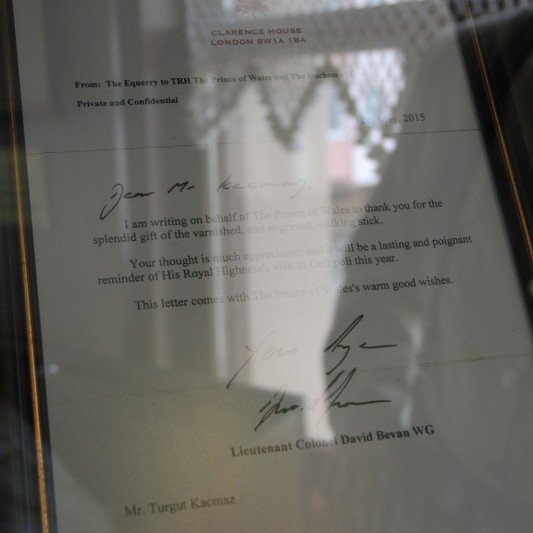 CLARENCE HOUSE
LONDON SW1A 1BA
From: The Equerry to TRH The Prince of Wales and The Duchess of
Private and Confidential
2015
Dear Mr Kacmaz,
I am writing on behalf of The Prince of Wales to thank you for the
splendid gift of the varnished, and engraved, walking stick.
Your thought is much appreciated, and it will be a lasting and poignant
reminder of His Royal Highness's visit to Gallipoli this year.
This letter comes with The Prince of Wales's warm good wishes.
Lieutenant Colonel David Bevan WG
Mr. Turgut Kacmaz